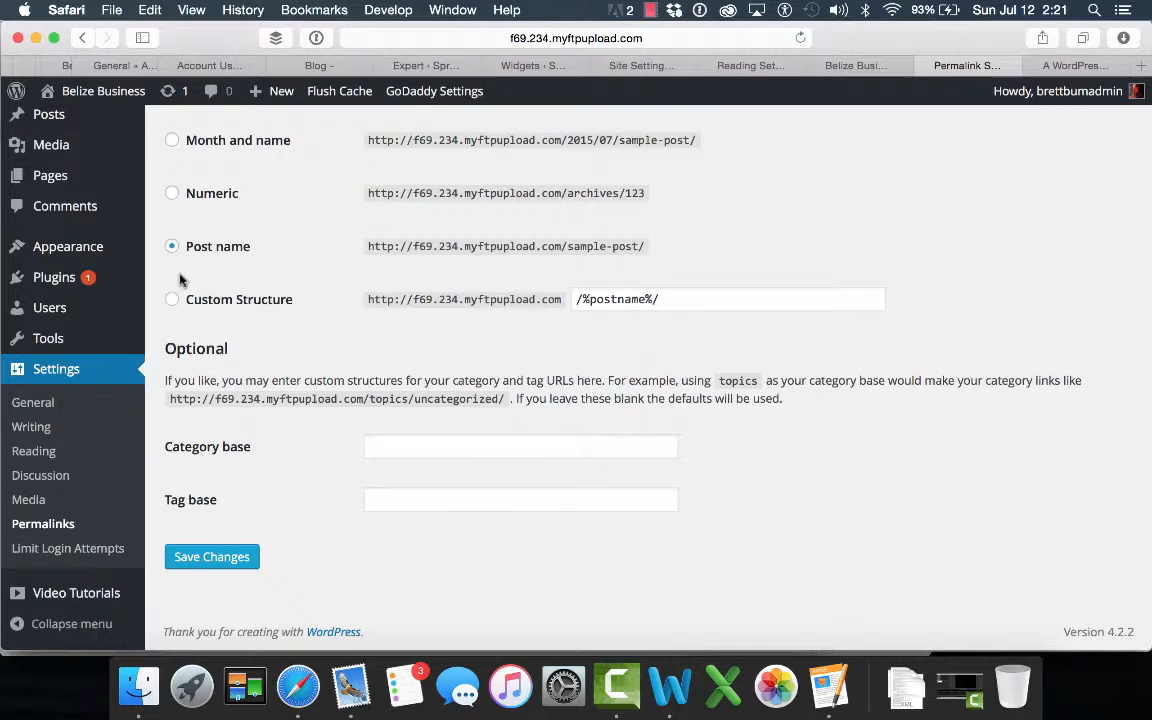 Safari File Edit View History Bookmarks Develop Window Help 2 93% Sun Jul 12 2:21
f69.234.myftpupload.com
Be General « A... Account Us... Blog - Expert ‹ Spr... Widgets ‹ S... Site Setting... Reading Set... Belize Busi... Permalink S... A WordPress...
Belize Business 1 0 New Flush Cache GoDaddy Settings Howdy, brettbumadmin
Posts
Media
Pages
Comments
Appearance
Plugins 1
Users
Tools
Settings
General
Writing
Reading
Discussion
Media
Permalinks
Limit Login Attempts
Video Tutorials
Collapse menu
Month and name http://f69.234.myftpupload.com/2015/07/sample-post/
Numeric http://f69.234.myftpupload.com/archives/123
Post name http://f69.234.myftpupload.com/sample-post/
Custom Structure http://f69.234.myftpupload.com /%postname%/
Optional
If you like, you may enter custom structures for your category and tag URLs here. For example, using topics as your category base would make your category links like
http://f69.234.myftpupload.com/topics/uncategorized/ . If you leave these blank the defaults will be used.
Category base
Tag base
Save Changes
Thank you for creating with WordPress. Version 4.2.2
3